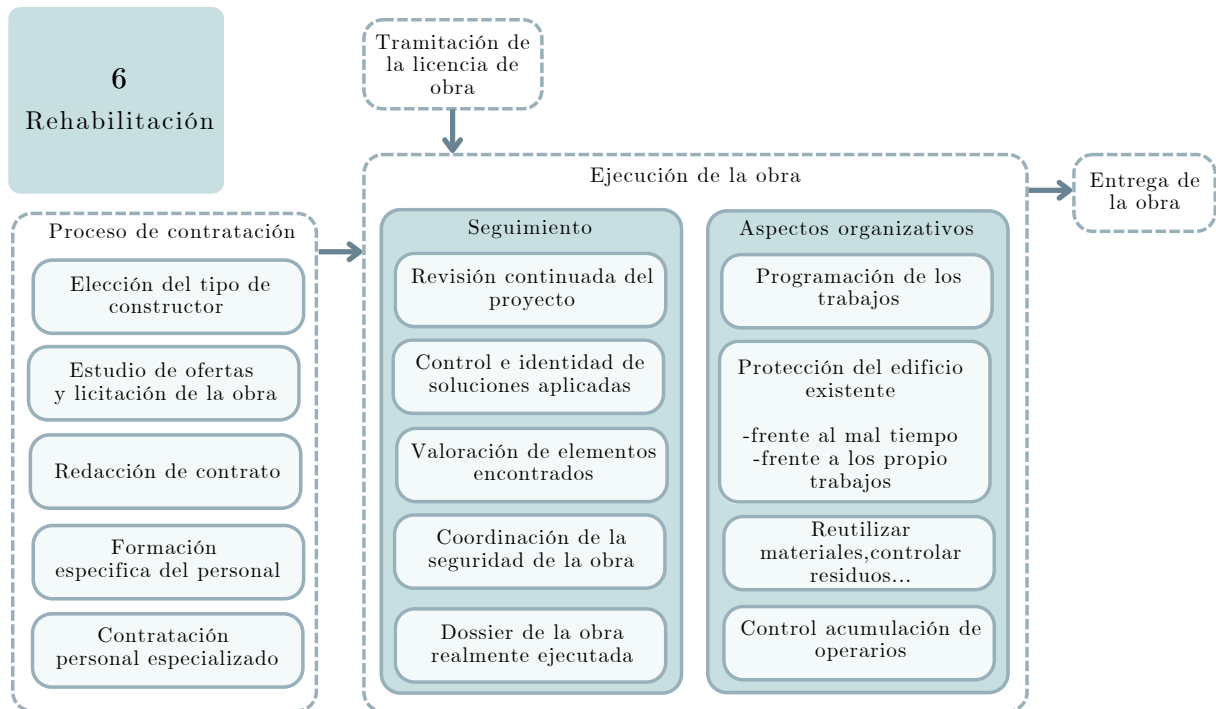 6
Rehabilitación
Tramitación de
la licencia de
obra
Proceso de contratación
Elección del tipo de
constructor
Estudio de ofertas
y licitación de la obra
Redacción de contrato
Formación
especifica del personal
Contratación
personal especializado
Ejecución de la obra
Seguimiento
Revisión continuada del
proyecto
Control e identidad de
soluciones aplicadas
Valoración de elementos
encontrados
Coordinación de la
seguridad de la obra
Dossier de la obra
realmente ejecutada
Aspectos organizativos
Programación de los
trabajos
Protección del edificio
existente
-frente al mal tiempo
-frente a los propio
trabajos
Reutilizar
materiales,controlar
residuos...
Control acumulación de
operarios
Entrega de
la obra